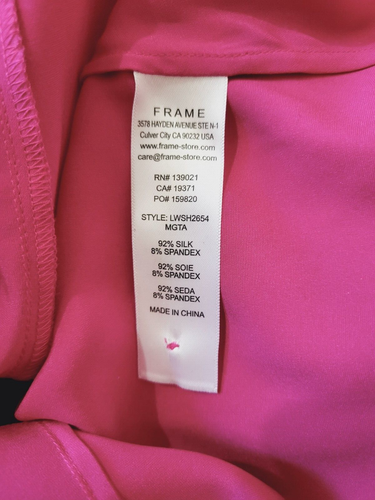 FRAME
3578 HAYDEN AVENUE STE N-1
Culver City CA 90232 USA
www.frame-store.com
care@frame-store.com
RN# 139021
CA# 19371
PO# 159820
STYLE: LWSH2654
MGTA
92% SILK
8% SPANDEX
92% SOIE
8% SPANDEX
92% SEDA
8% SPANDEX
MADE IN CHINA